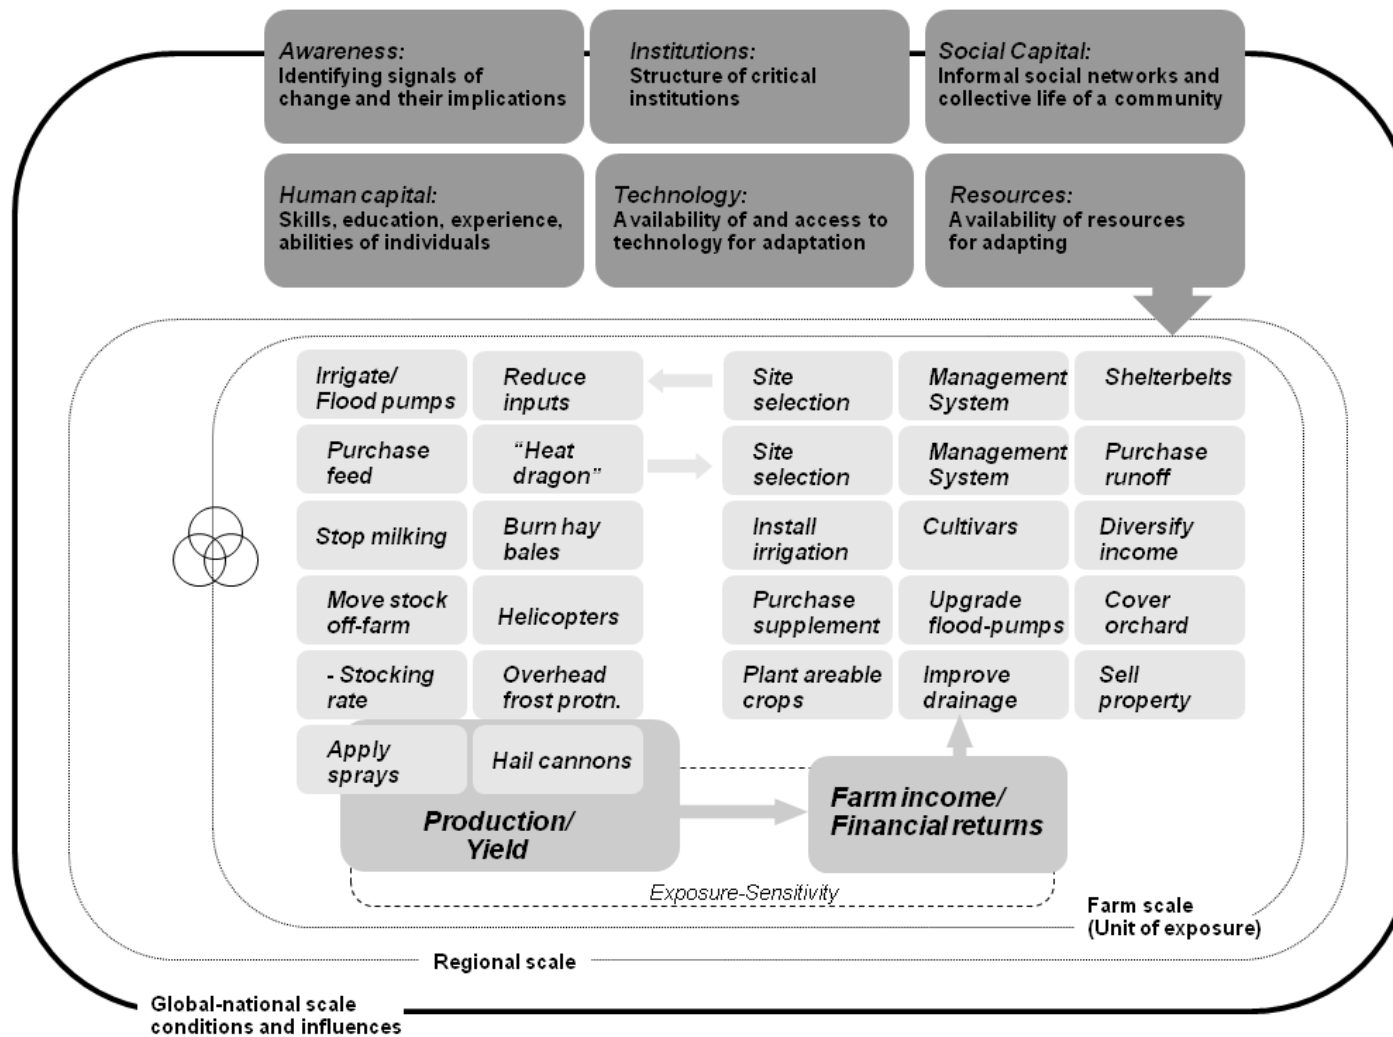 Awareness:
Identifying signals of
change and their implications
Institutions:
Structure of critical
institutions
Social Capital:
Informal social networks and
collective life of a community
Human capital:
Skills, education, experience,
abilities of individuals
Technology:
Availability of and access to
technology for adaptation
Resources:
Availability of resources
for adapting
Irrigate/
Flood pumps
Reduce
inputs
Site
selection
Management
System
Shelterbelts
Purchase
feed
“Heat
dragon”
Site
selection
Management
System
Purchase
runoff
Stop milking
Burn hay
bales
Install
irrigation
Cultivars
Diversify
income
Move stock
off-farm
Helicopters
Purchase
supplement
Upgrade
flood-pumps
Cover
orchard
- Stocking
rate
Overhead
frost protn.
Plant areable
crops
Improve
drainage
Sell
property
Apply
sprays
Hail cannons
Production/
Yield
Farm income/
Financial returns
Exposure-Sensitivity
Farm scale
(Unit of exposure)
Regional scale
Global-national scale
conditions and influences